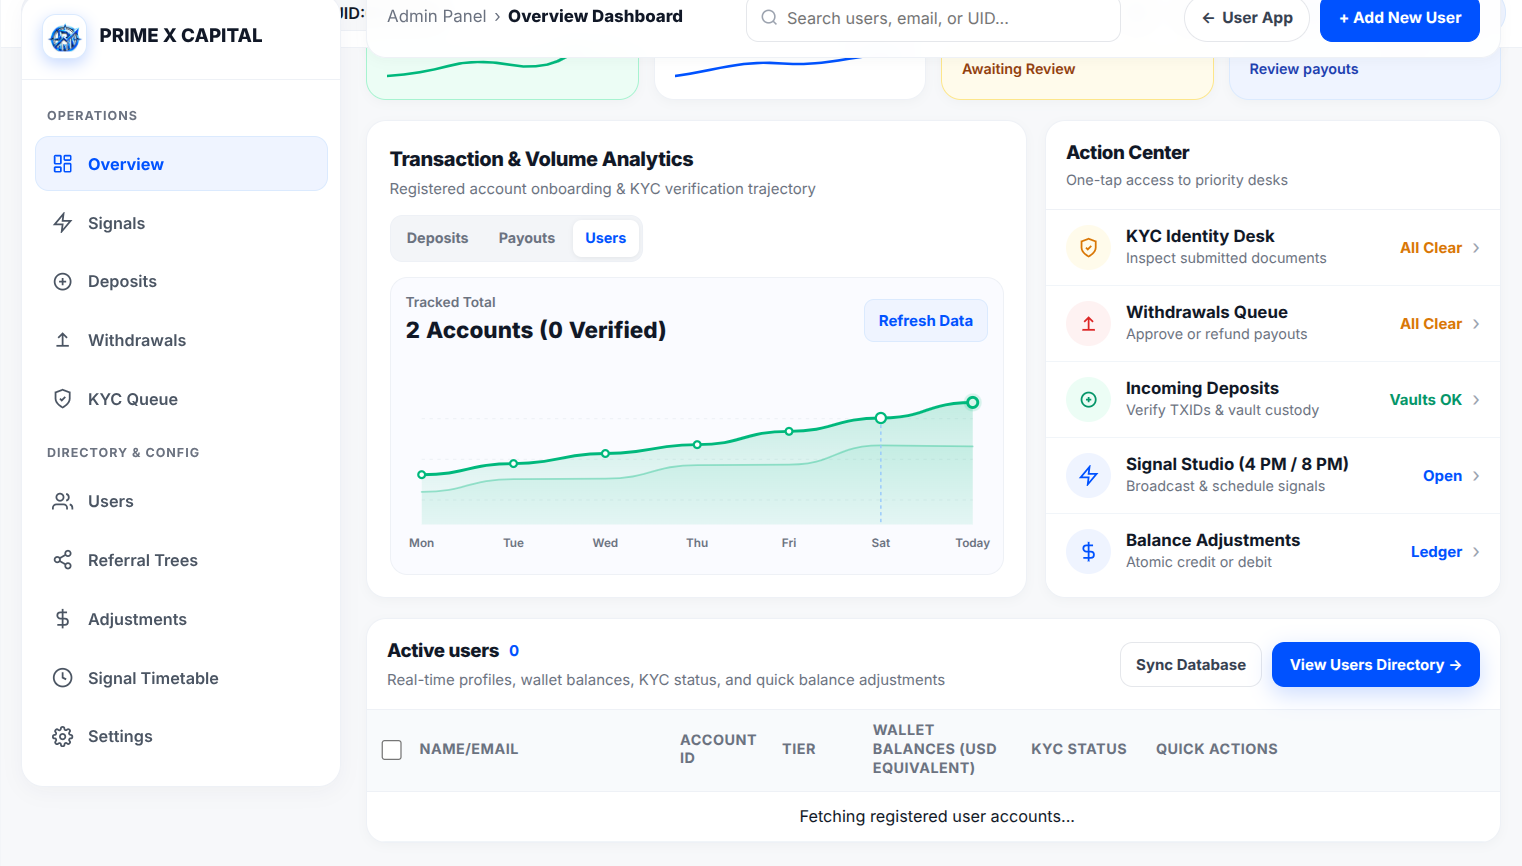 PRIME X CAPITAL
UID:
Admin Panel › Overview Dashboard
Search users, email, or UID...
← User App
+ Add New User
OPERATIONS
Overview
Signals
Deposits
Withdrawals
KYC Queue
DIRECTORY & CONFIG
Users
Referral Trees
Adjustments
Signal Timetable
Settings
Awaiting Review
Review payouts
Transaction & Volume Analytics
Registered account onboarding & KYC verification trajectory
Deposits
Payouts
Users
Tracked Total
2 Accounts (0 Verified)
Refresh Data
Mon
Tue
Wed
Thu
Fri
Sat
Today
Action Center
One-tap access to priority desks
KYC Identity Desk
Inspect submitted documents
All Clear
Withdrawals Queue
Approve or refund payouts
All Clear
Incoming Deposits
Verify TXIDs & vault custody
Vaults OK
Signal Studio (4 PM / 8 PM)
Broadcast & schedule signals
Open
Balance Adjustments
Atomic credit or debit
Ledger
Active users 0
Real-time profiles, wallet balances, KYC status, and quick balance adjustments
Sync Database
View Users Directory →
NAME/EMAIL
ACCOUNT
ID
TIER
WALLET
BALANCES (USD
EQUIVALENT)
KYC STATUS
QUICK ACTIONS
Fetching registered user accounts...